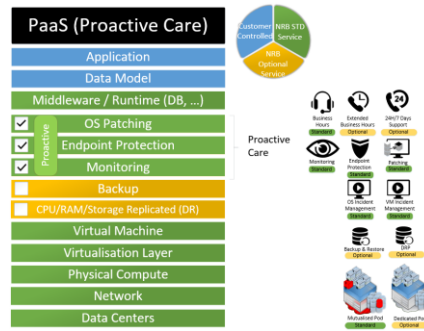 PaaS (Proactive Care)
Application
Data Model
Middleware / Runtime (DB, ...)
Proactive
OS Patching
Endpoint Protection
Monitoring
Backup
CPU/RAM/Storage Replicated (DR)
Virtual Machine
Virtualisation Layer
Physical Compute
Network
Data Centers
Customer
Controlled
NRB STD
Service
NRB
Optional
Service
Proactive
Care
Business
Hours
Standard
Extended
Business Hours
Optional
24
24H/7 Days
Support
Optional
Monitoring
Standard
Endpoint
Protection
Standard
Patching
Standard
OS Incident
Management
Standard
VM Incident
Management
Standard
Backup & Restore
Optional
DRP
Optional
Mutualised Pod
Standard
Dedicated Pod
Optional